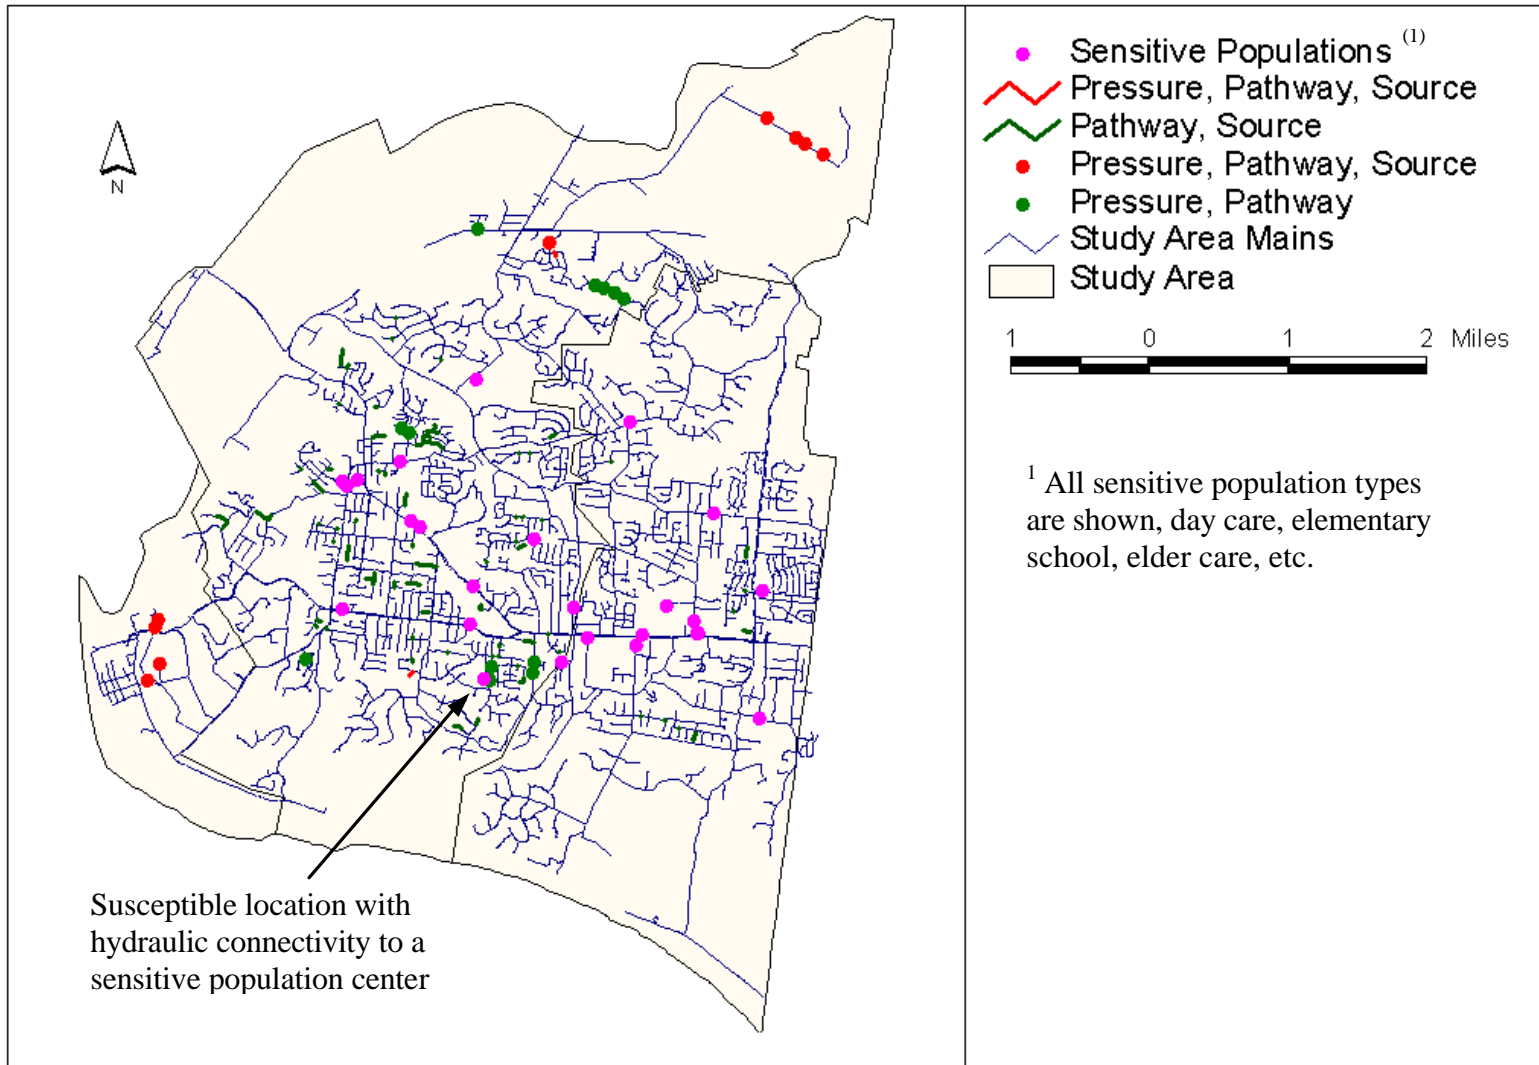 N
Susceptible location with
hydraulic connectivity to a
sensitive population center
Sensitive Populations (1)
Pressure, Pathway, Source
Pathway, Source
Pressure, Pathway, Source
Pressure, Pathway
Study Area Mains
Study Area
1 0 1 2 Miles
1 All sensitive population types
are shown, day care, elementary
school, elder care, etc.